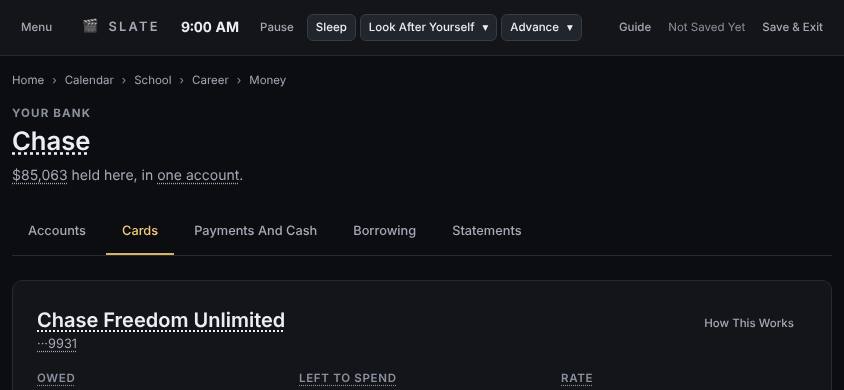 Menu SLATE 9:00 AM Pause Sleep Look After Yourself ▾ Advance ▾ Guide Not Saved Yet Save & Exit
Home › Calendar › School › Career › Money
YOUR BANK
Chase
$85,063 held here, in one account.
Accounts Cards Payments And Cash Borrowing Statements
Chase Freedom Unlimited How This Works
···9931
OWED LEFT TO SPEND RATE